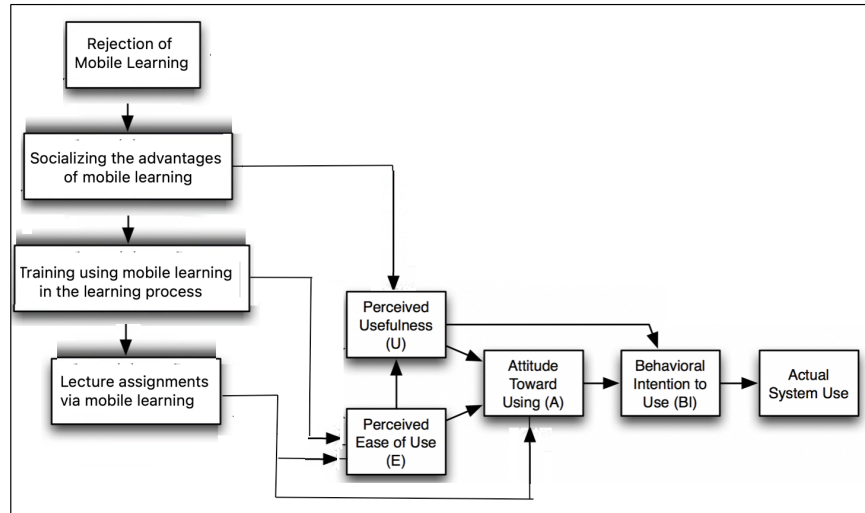 Rejection of
Mobile Learning
Socializing the advantages
of mobile learning
Training using mobile learning
in the learning process
Lecture assignments
via mobile learning
Perceived
Usefulness
(U)
Perceived
Ease of Use
(E)
Attitude
Toward
Using (A)
Behavioral
Intention to
Use (BI)
Actual
System Use